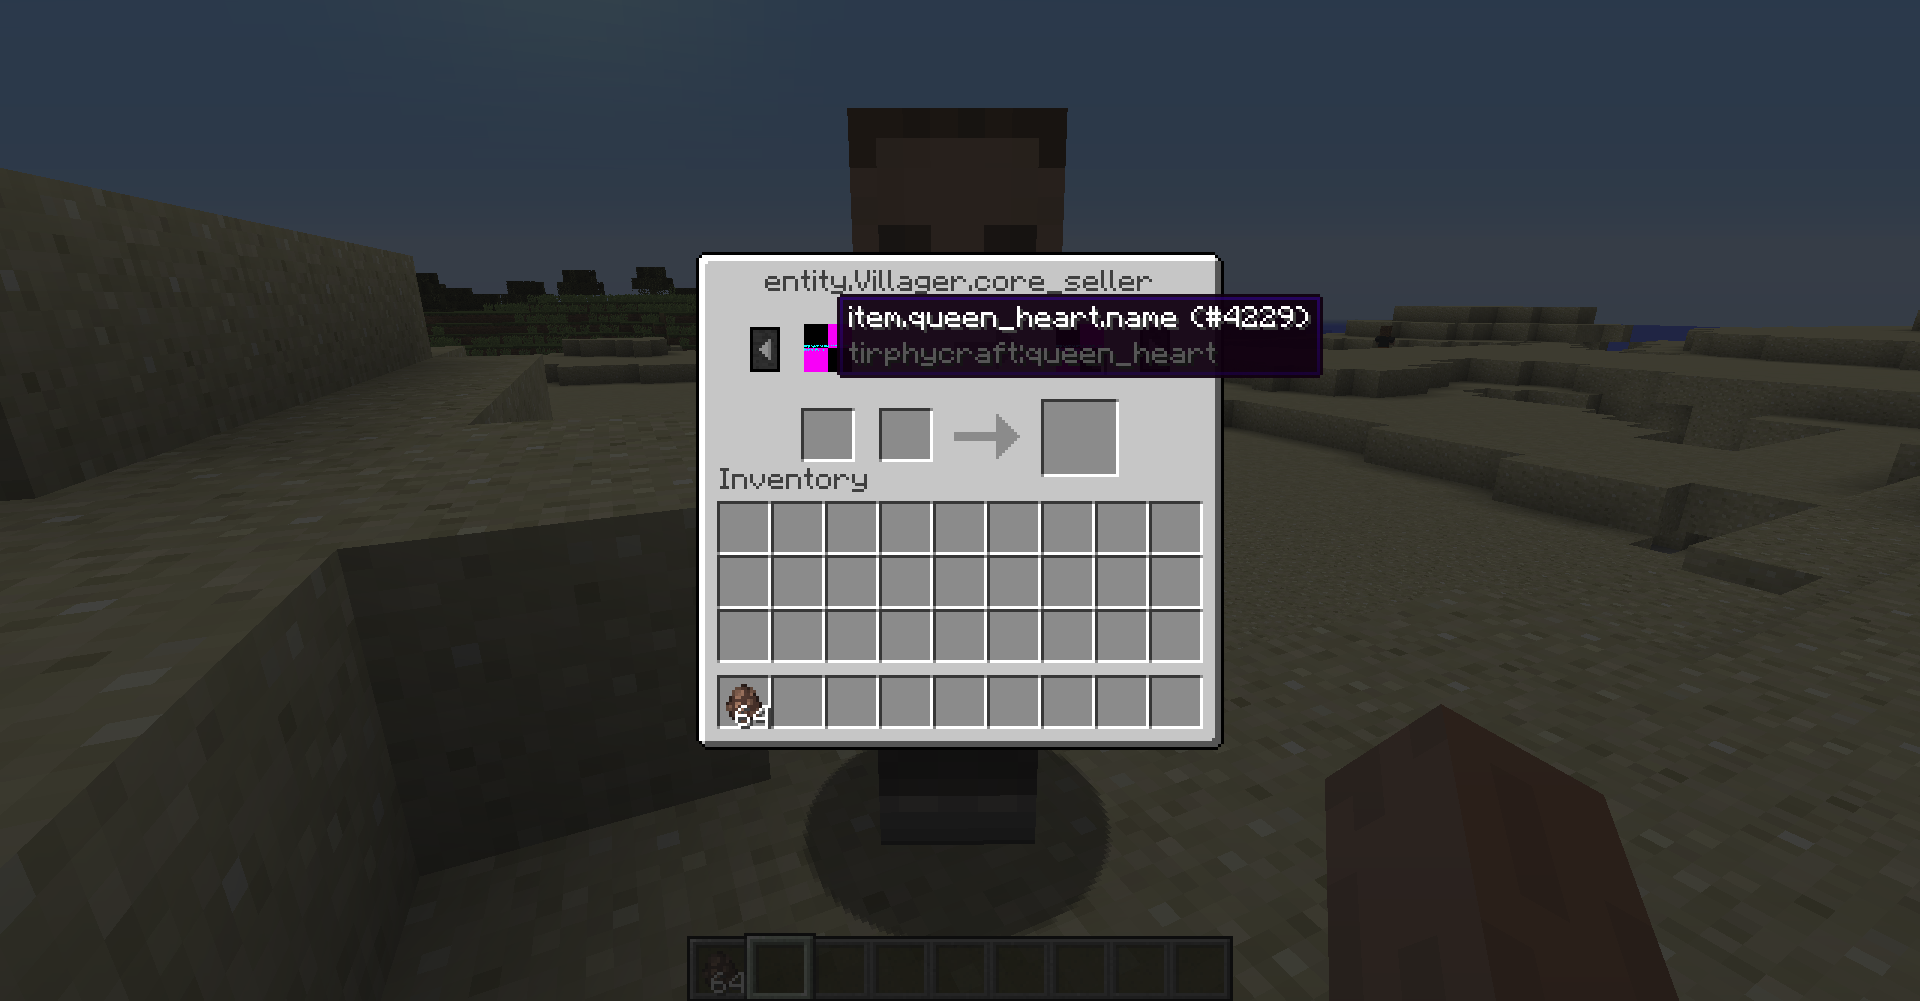 entity.Villager.core_seller
item.queen_heart.name (#4229)
tirphycraft:queen_heart
Inventory
64
64